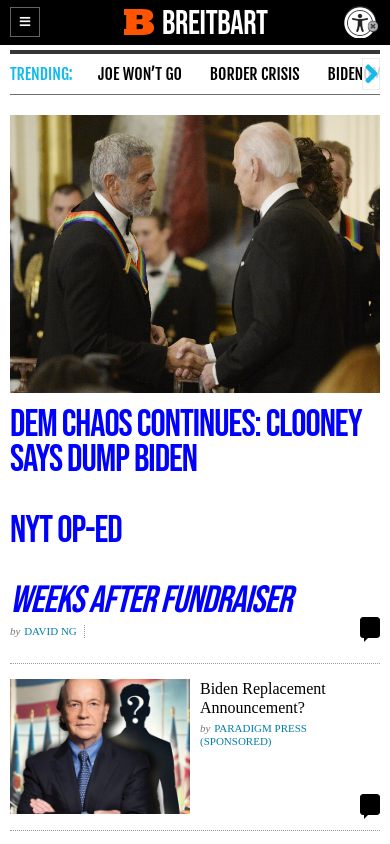 BREITBART
TRENDING: JOE WON'T GO BORDER CRISIS BIDEN
DEM CHAOS CONTINUES: CLOONEY
SAYS DUMP BIDEN
NYT OP-ED
WEEKS AFTER FUNDRAISER
by DAVID NG
Biden Replacement
Announcement?
by PARADIGM PRESS
(SPONSORED)
?